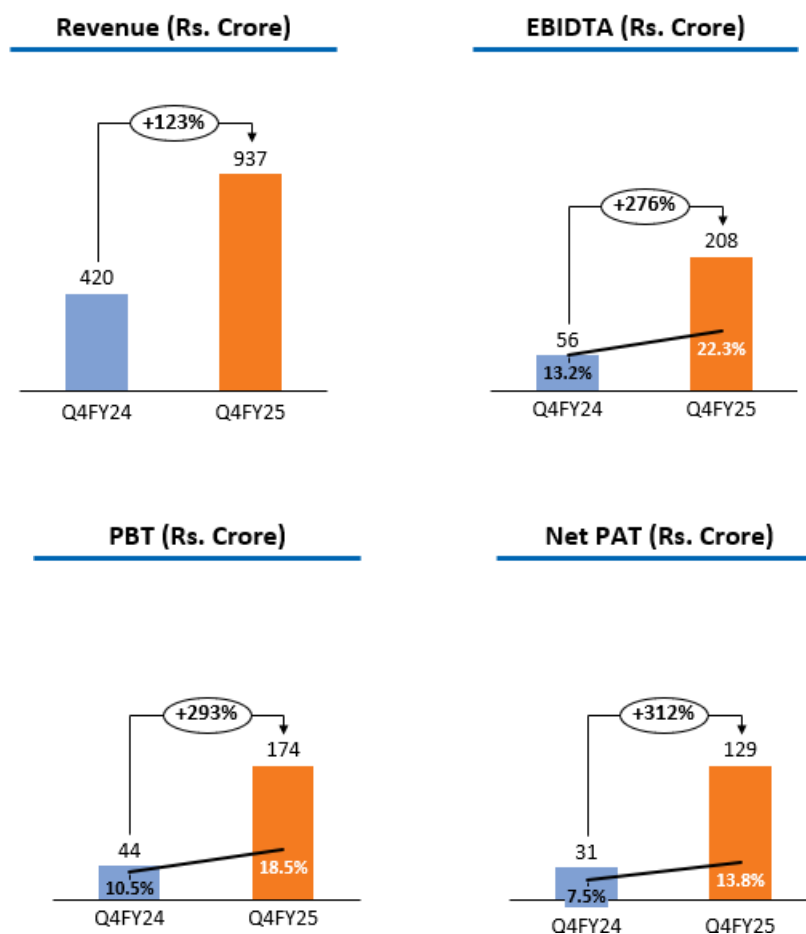 Revenue (Rs. Crore)
+123%
937
420
Q4FY24
Q4FY25
EBIDTA (Rs. Crore)
+276%
208
56
22.3%
13.2%
Q4FY24
Q4FY25
PBT (Rs. Crore)
+293%
174
44
18.5%
10.5%
Q4FY24
Q4FY25
Net PAT (Rs. Crore)
+312%
129
31
13.8%
7.5%
Q4FY24
Q4FY25